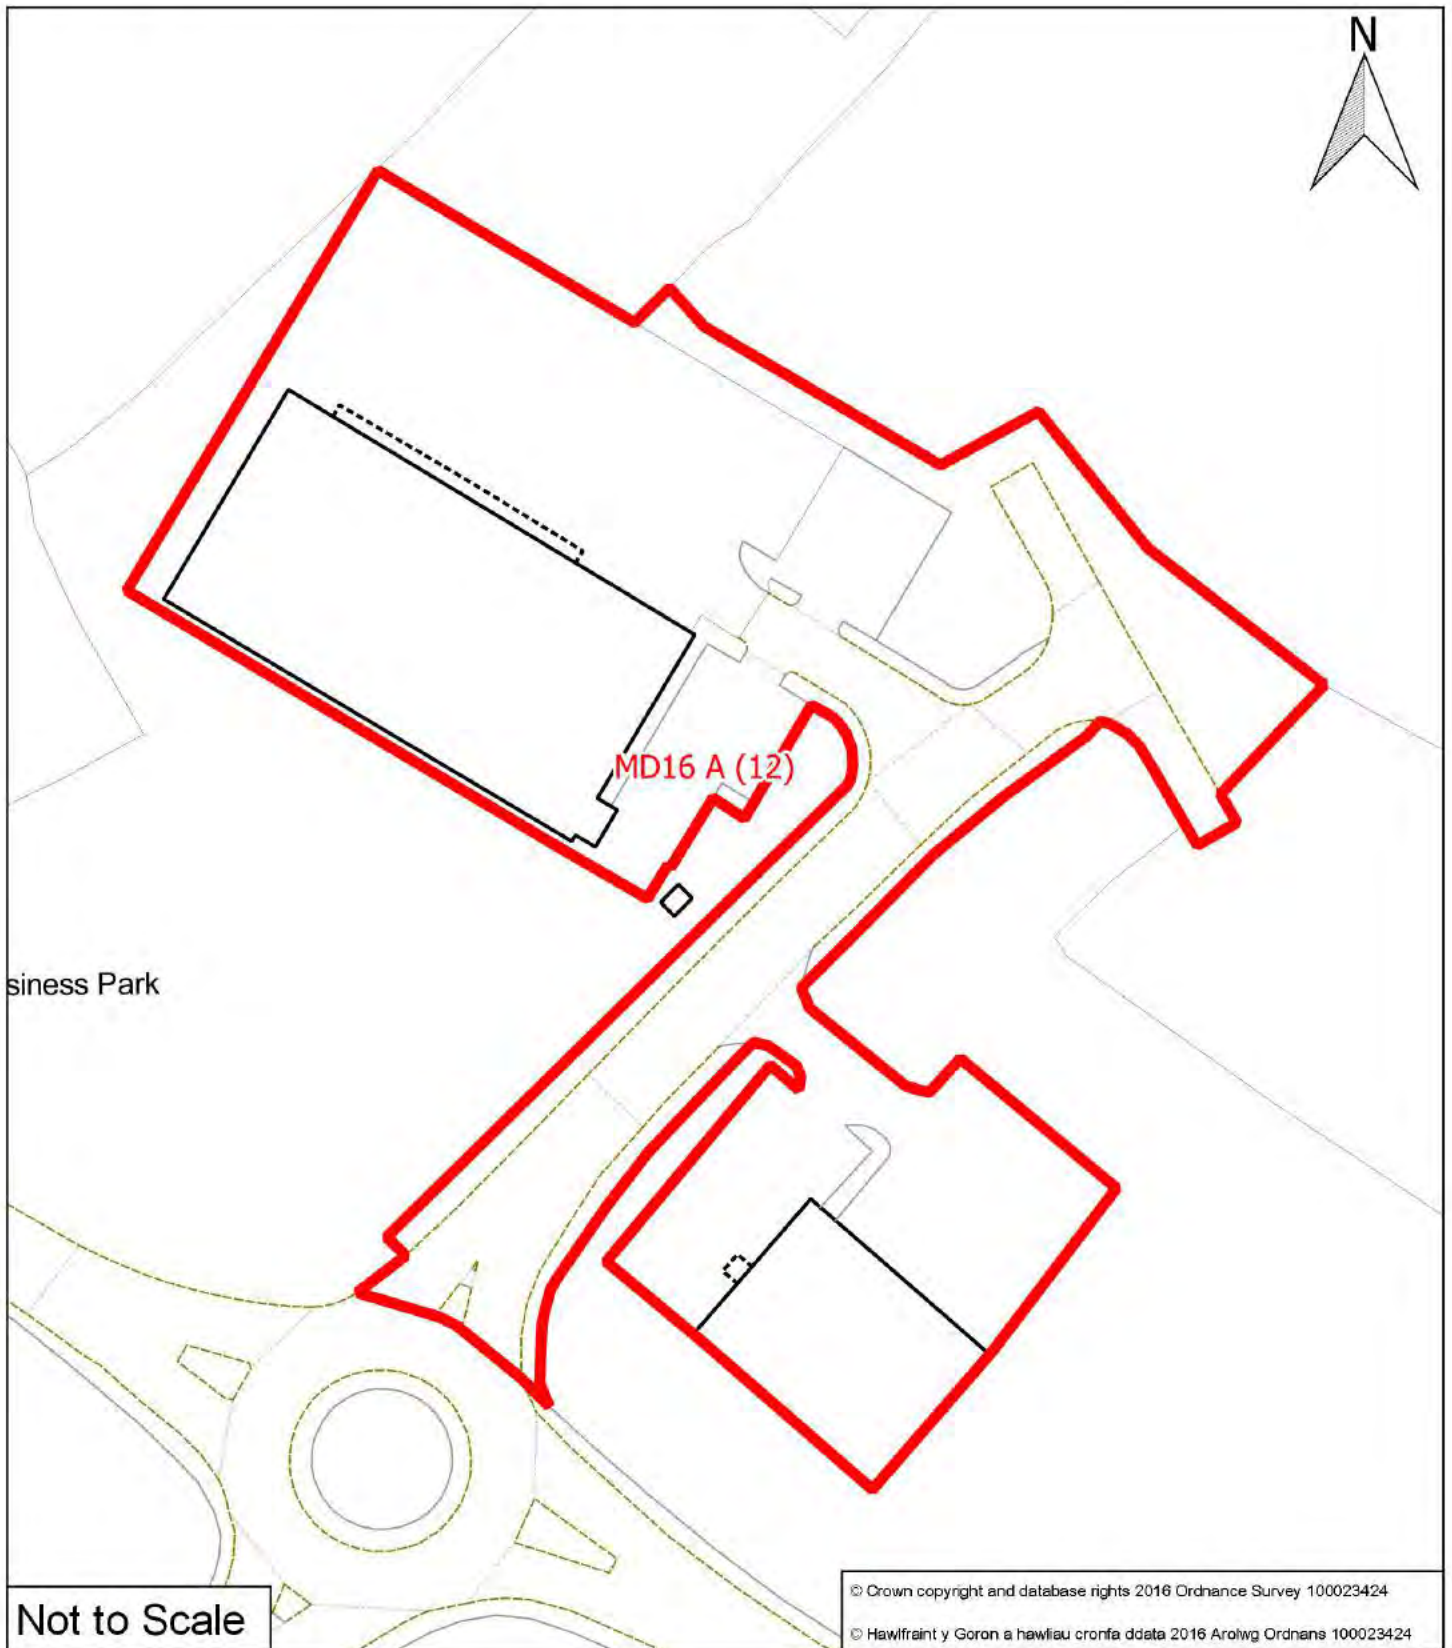 N
MD16 A (12)
siness Park
Not to Scale
© Crown copyright and database rights 2016 Ordnance Survey 100023424
© Hawlfraint y Goron a hawliau cronfa ddata 2016 Arolwg Ordnans 100023424